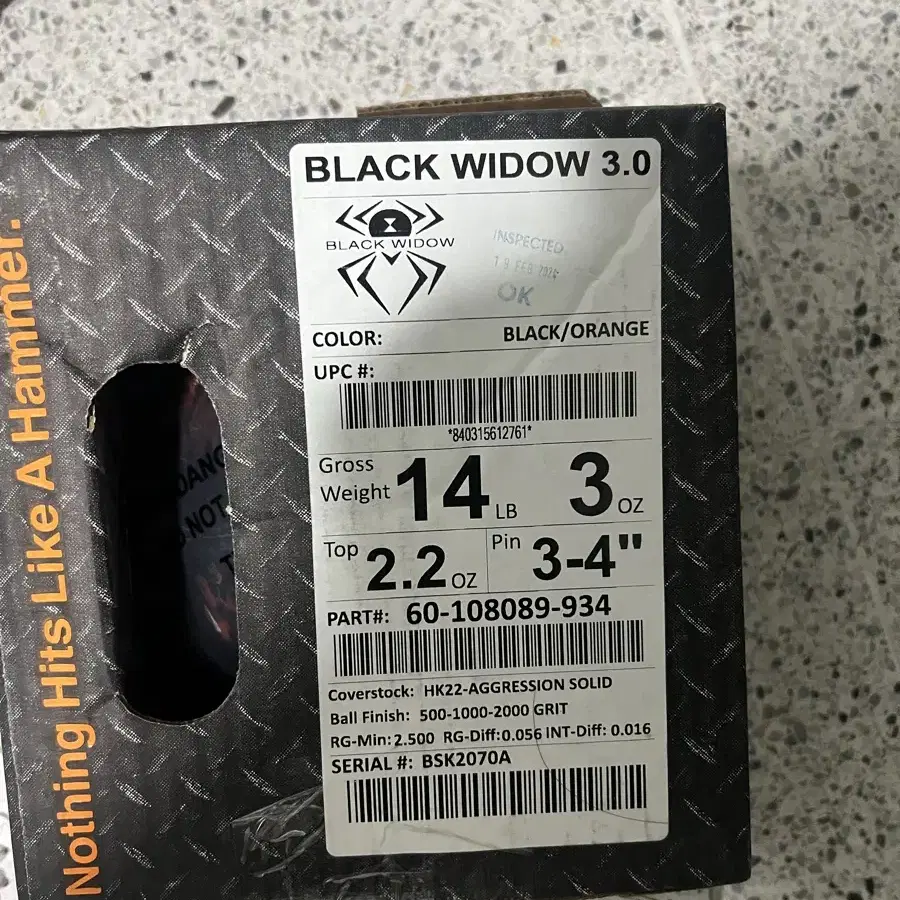 Nothing Hits Like A Hammer.
BLACK WIDOW 3.0
BLACK WIDOW
INSPECTED
OK
COLOR: BLACK/ORANGE
UPC #:
*840315612761*
Gross Weight 14 LB 3 OZ
Top 2.2 OZ Pin 3-4"
PART#: 60-108089-934
Coverstock: HK22-AGGRESSION SOLID
Ball Finish: 500-1000-2000 GRIT
RG-Min: 2.500 RG-Diff: 0.056 INT-Diff: 0.016
SERIAL #: BSK2070A
NOT